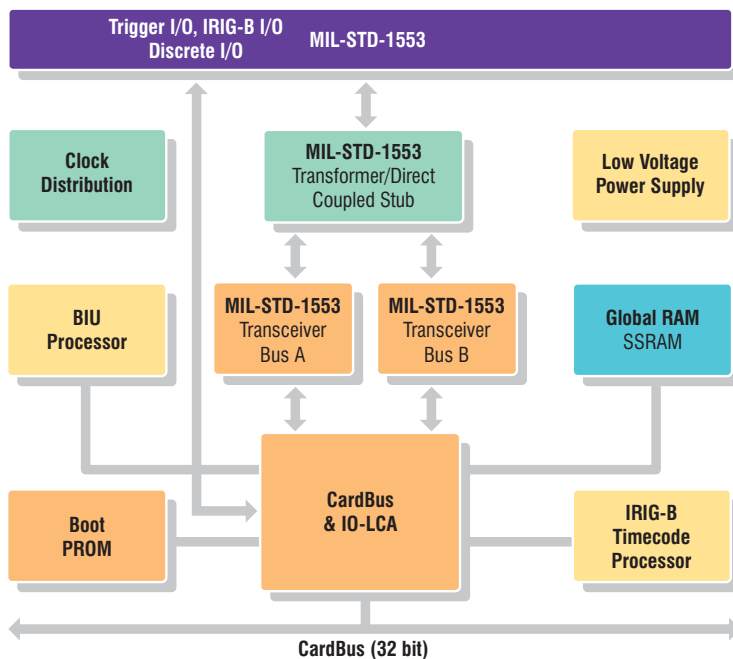 Trigger I/O, IRIG-B I/O
Discrete I/O
MIL-STD-1553
Clock
Distribution
MIL-STD-1553
Transformer/Direct
Coupled Stub
Low Voltage
Power Supply
BIU
Processor
MIL-STD-1553
Transceiver
Bus A
MIL-STD-1553
Transceiver
Bus B
Global RAM
SSRAM
Boot
PROM
CardBus
& IO-LCA
IRIG-B
Timecode
Processor
CardBus (32 bit)